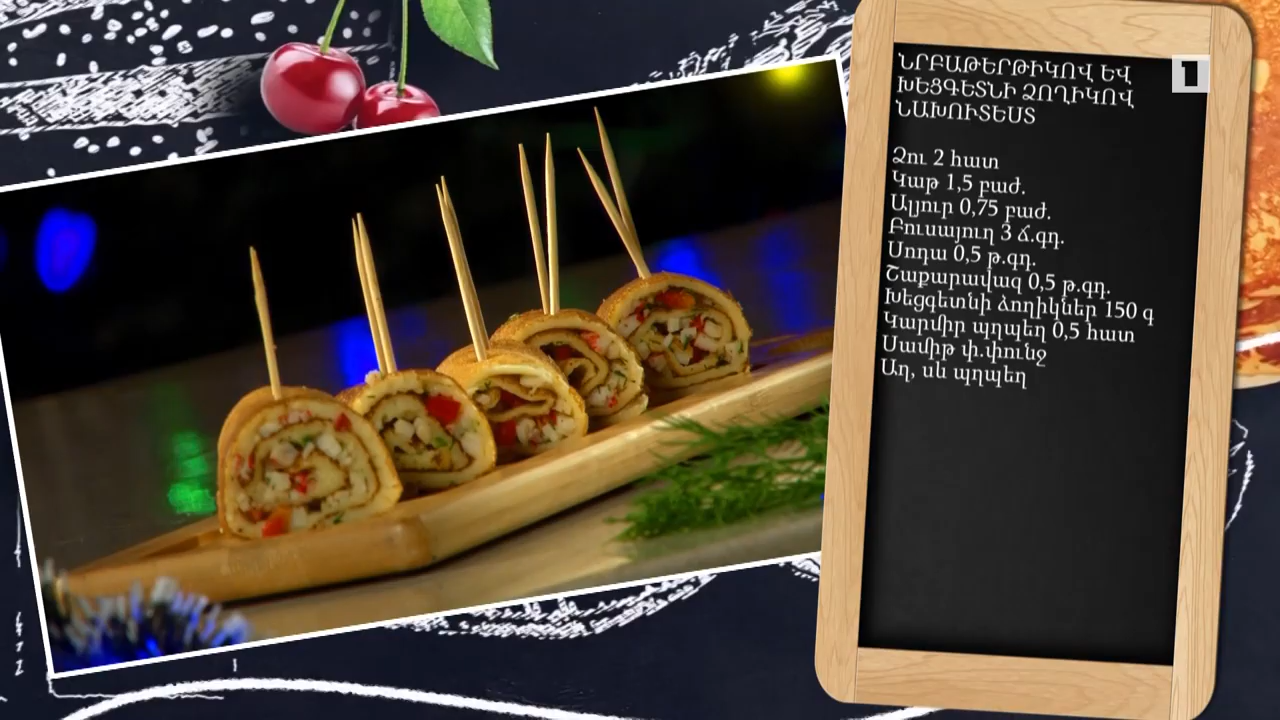 ՆՐԲԱԹԵՐԹԻԿՈՎ ԵՎ
ԽԵՑԳԵՏՆԻ ՁՈՂԻԿՈՎ
ՆԱԽՈՒՏԵՍՏ
Ձու 2 հատ
Կաթ 1,5 բաժ.
Ալյուր 0,75 բաժ.
Բուսայուղ 3 ճ.գդ.
Սոդա 0,5 թ.գդ.
Շաքարավազ 0,5 թ.գդ.
Խեցգետնի ձողիկներ 150 գ
Կարմիր պղպեղ 0,5 հատ
Սամիթ փ.փունջ
Աղ, սև պղպեղ
1